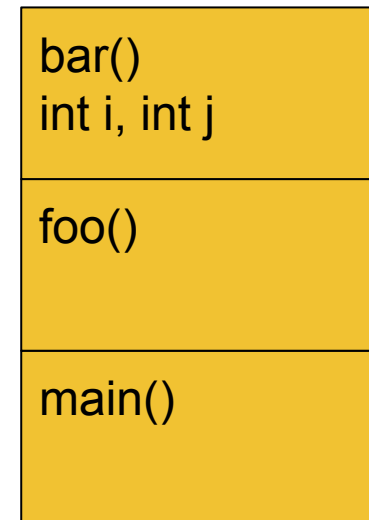 bar()
int i, int j
foo()
main()